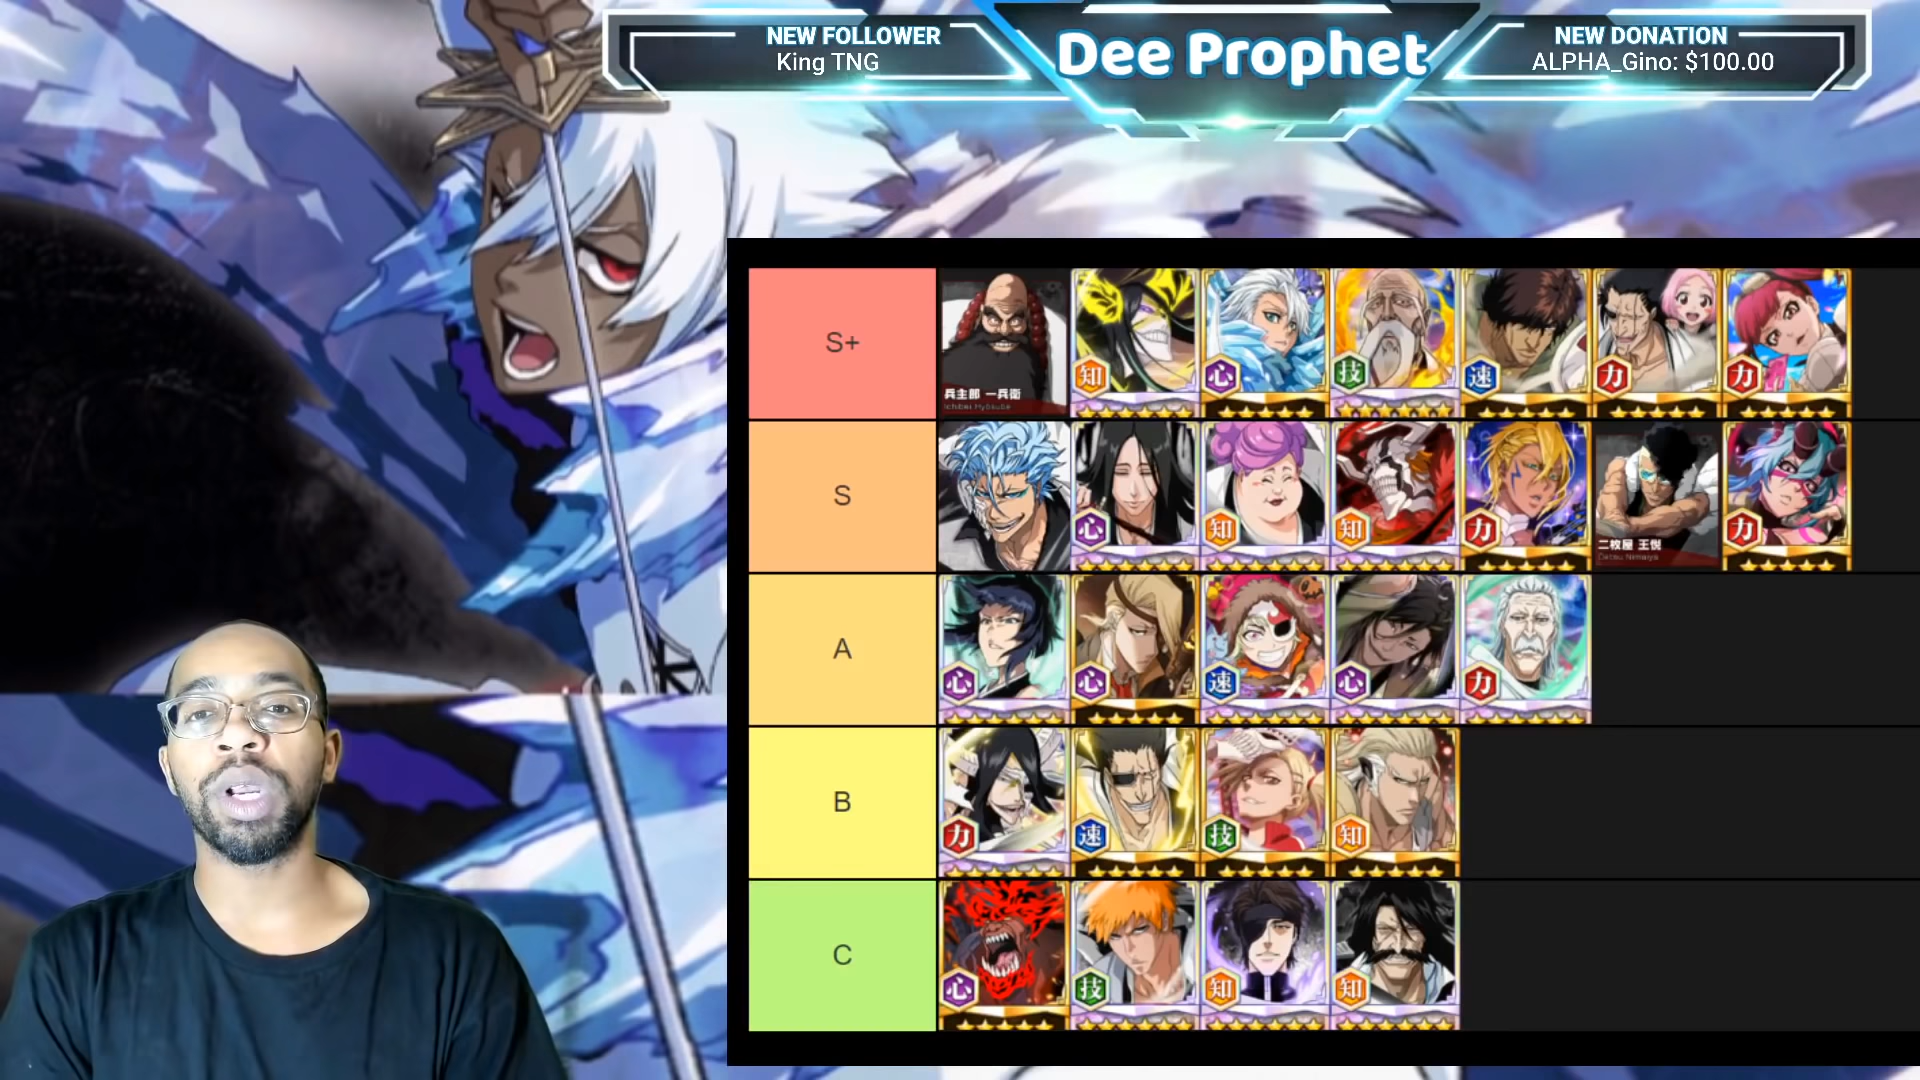 NEW FOLLOWER
King TNG
Dee Prophet
NEW DONATION
ALPHA_Gino: $100.00
S+
兵主部 一兵衛
Ichibei Hyōsube
知
心
技
速
力
力
S
心
知
知
力
二枚屋 王悦
力
A
心
心
速
心
力
B
力
速
技
知
C
心
技
知
知